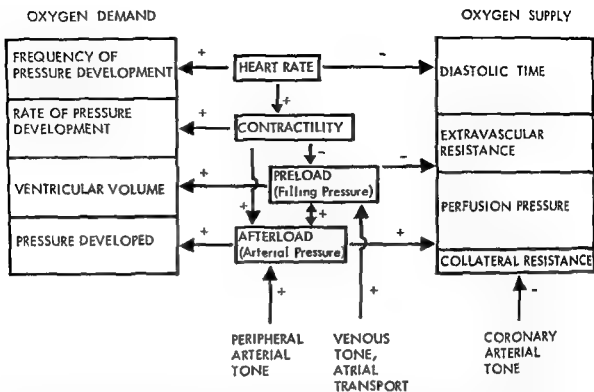 OXYGEN DEMAND
OXYGEN SUPPLY
FREQUENCY OF
PRESSURE DEVELOPMENT
+
HEART RATE
-
DIASTOLIC TIME
+
RATE OF PRESSURE
DEVELOPMENT
+
CONTRACTILITY
EXTRAVASCULAR
RESISTANCE
-
VENTRICULAR VOLUME
+
PRELOAD
(Filling Pressure)
-
PERFUSION PRESSURE
+
+
PRESSURE DEVELOPED
+
AFTERLOAD
(Arterial Pressure)
+
COLLATERAL RESISTANCE
+
+
-
PERIPHERAL
ARTERIAL
TONE
VENOUS
TONE,
ATRIAL
TRANSPORT
CORONARY
ARTERIAL
TONE